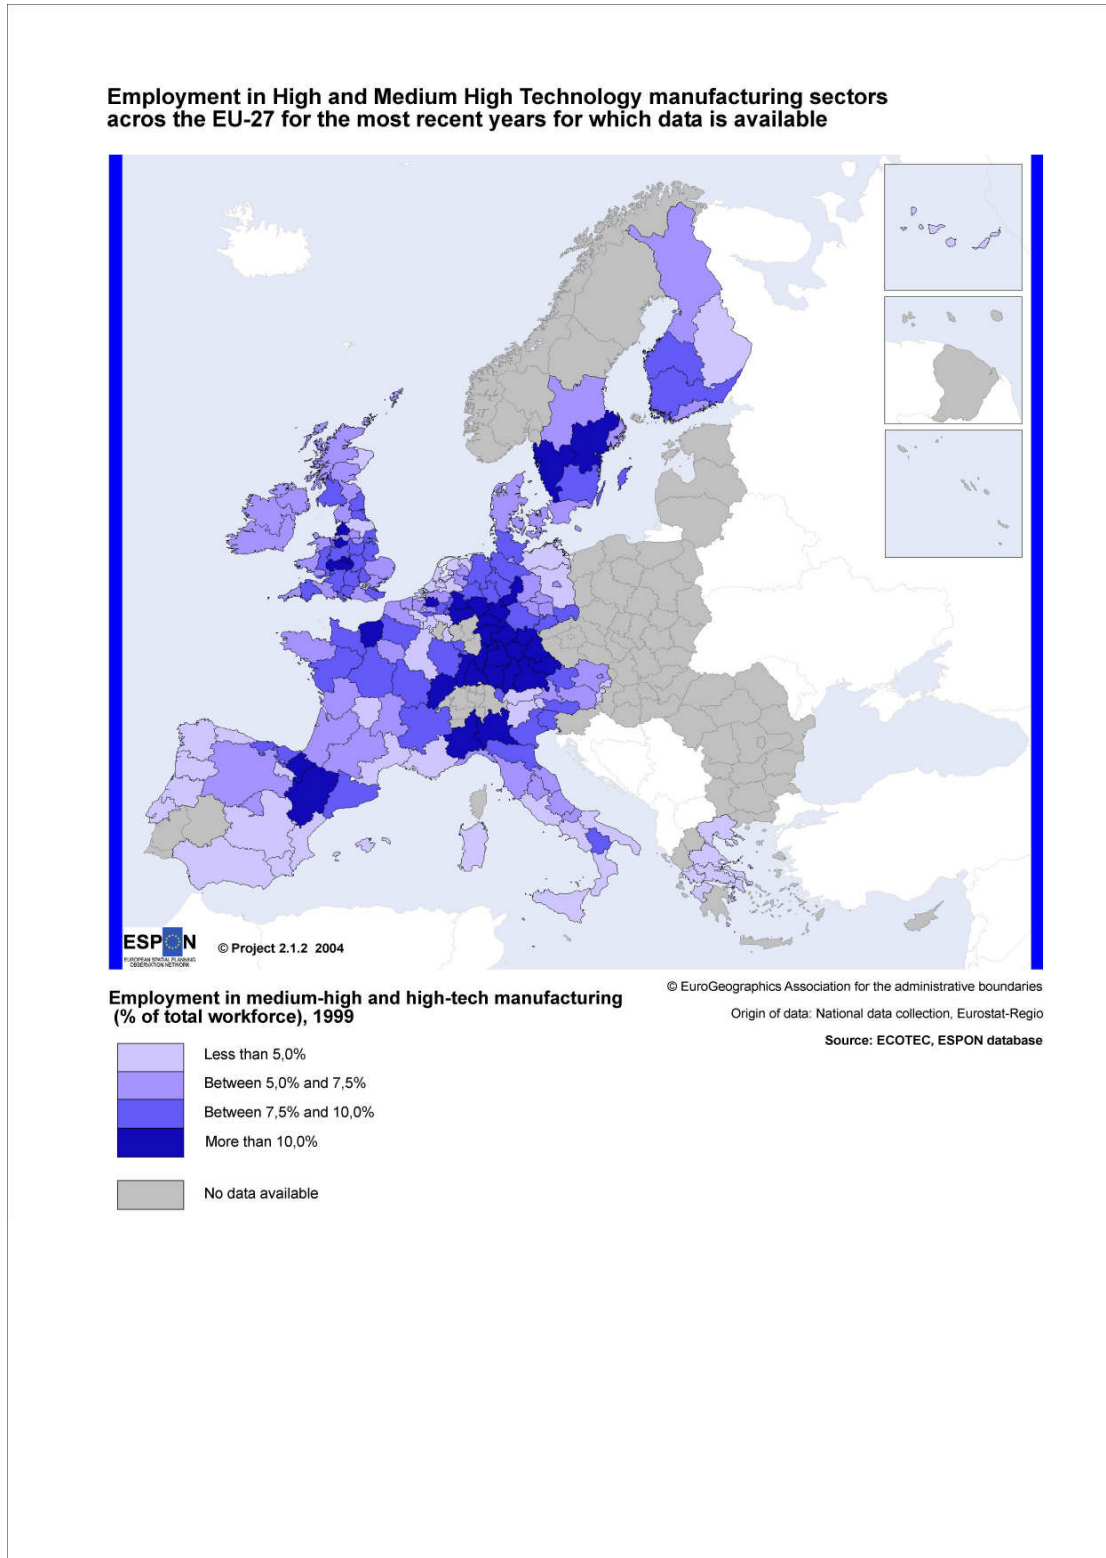 Employment in High and Medium High Technology manufacturing sectors
acros the EU-27 for the most recent years for which data is available
ESPON
EUROPEAN SPATIAL PLANNING
OBSERVATION NETWORK
© Project 2.1.2 2004
© EuroGeographics Association for the administrative boundaries
Origin of data: National data collection, Eurostat-Regio
Source: ECOTEC, ESPON database
Employment in medium-high and high-tech manufacturing
(% of total workforce), 1999
Less than 5,0%
Between 5,0% and 7,5%
Between 7,5% and 10,0%
More than 10,0%
No data available